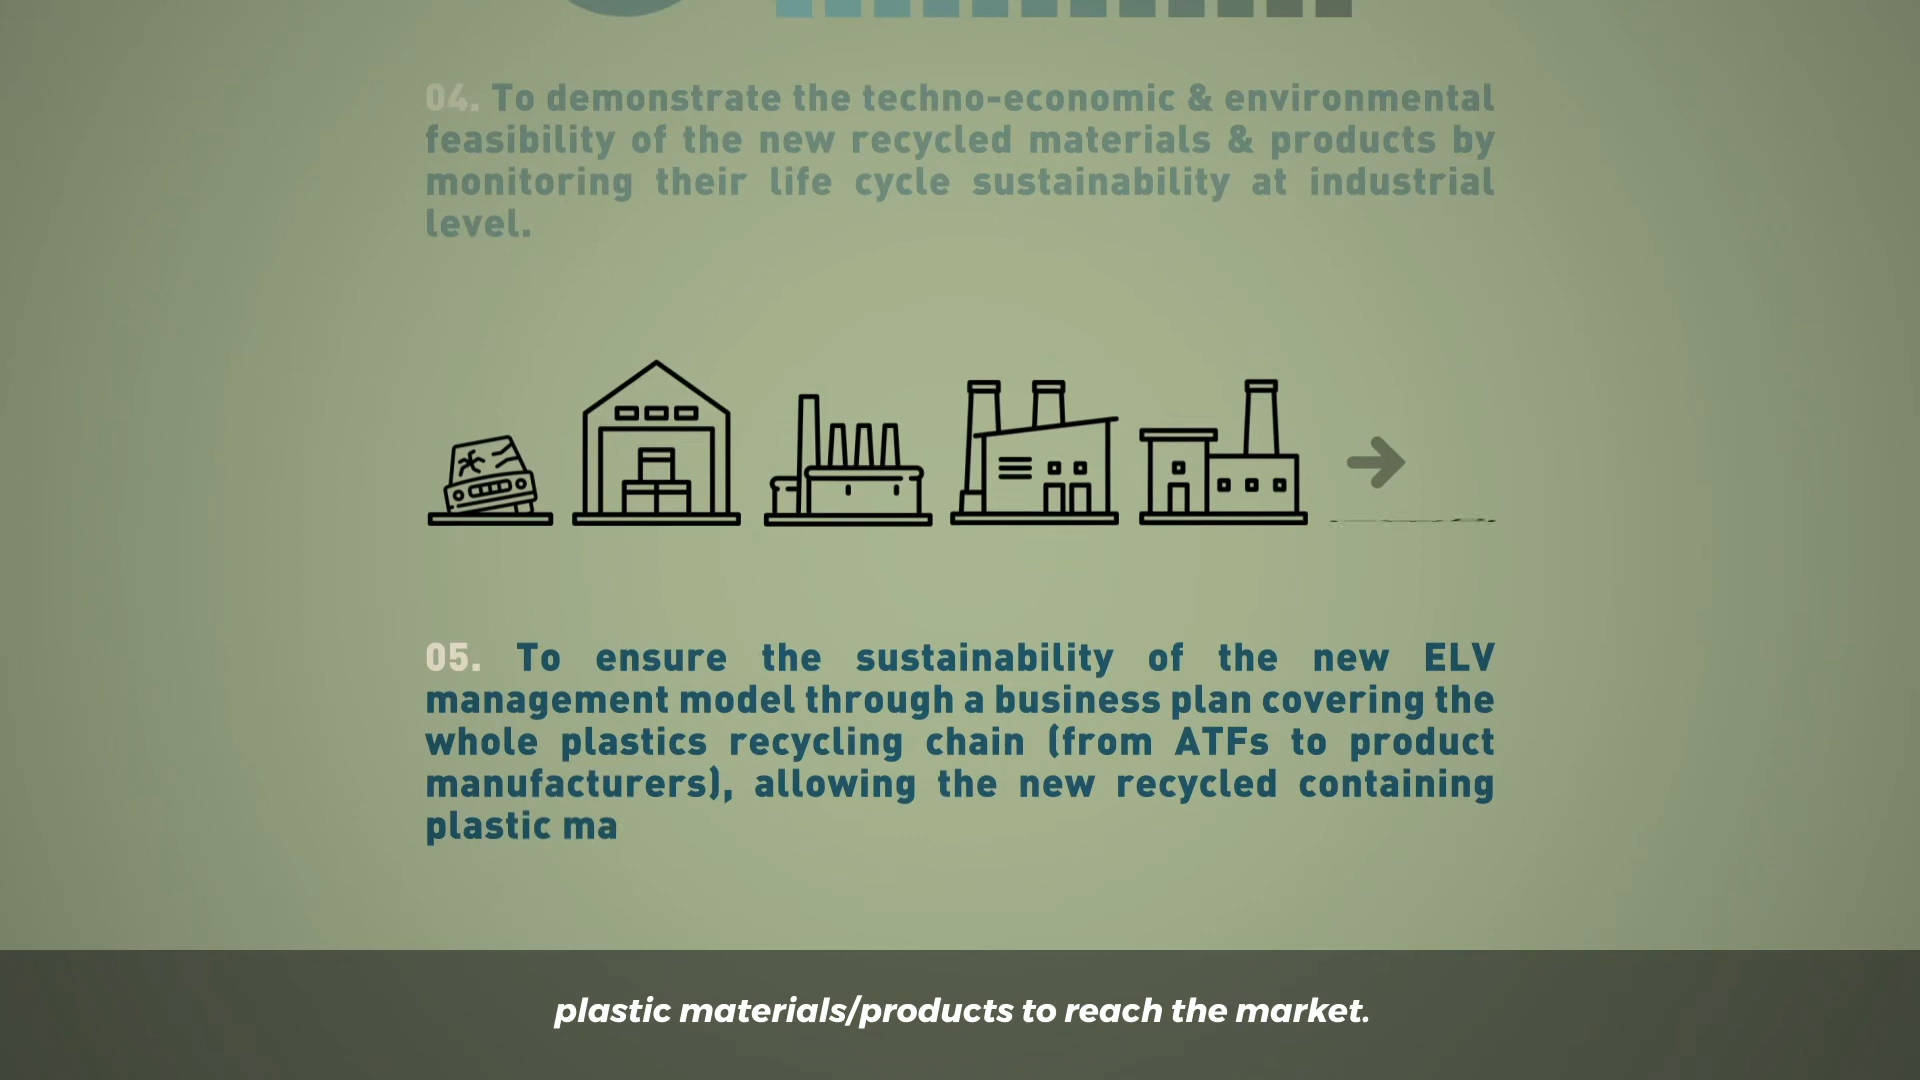 04. To demonstrate the techno-economic & environmental
feasibility of the new recycled materials & products by
monitoring their life cycle sustainability at industrial
level.
05. To ensure the sustainability of the new ELV
management model through a business plan covering the
whole plastics recycling chain (from ATFs to product
manufacturers), allowing the new recycled containing
plastic ma
plastic materials/products to reach the market.